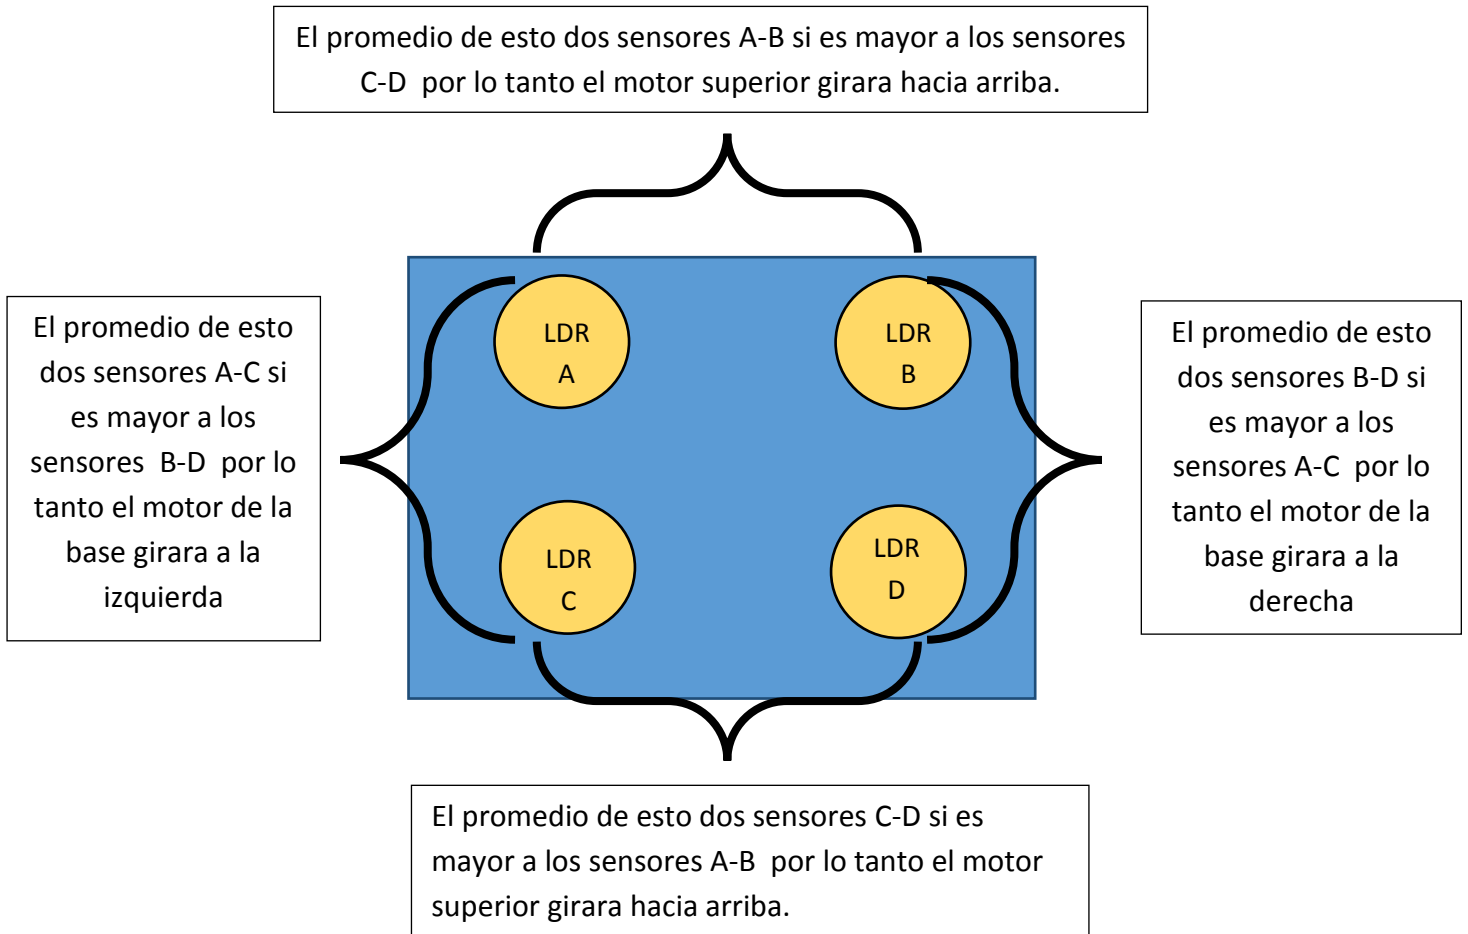 El promedio de esto dos sensores A-B si es mayor a los sensores
C-D  por lo tanto el motor superior girara hacia arriba.
El promedio de esto
dos sensores A-C si
es mayor a los
sensores  B-D  por lo
tanto el motor de la
base girara a la
izquierda
LDR
A
LDR
B
LDR
C
LDR
D
El promedio de esto
dos sensores B-D si
es mayor a los
sensores A-C  por lo
tanto el motor de la
base girara a la
derecha
El promedio de esto dos sensores C-D si es
mayor a los sensores A-B  por lo tanto el motor
superior girara hacia arriba.